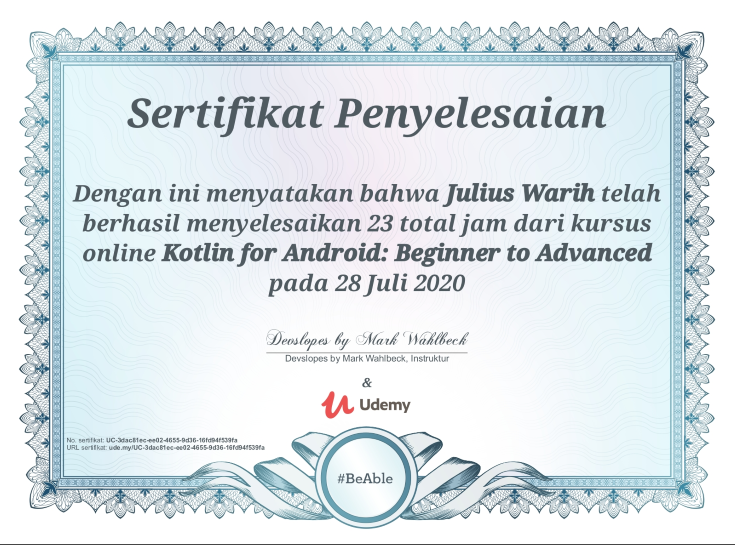 Sertifikat Penyelesaian
Dengan ini menyatakan bahwa Julius Warih telah
berhasil menyelesaikan 23 total jam dari kursus
online Kotlin for Android: Beginner to Advanced
pada 28 Juli 2020
Devslopes by Mark Wahlbeck
Devslopes by Mark Wahlbeck, Instruktur
&
Udemy
No. sertifikat: UC-3dac81ec-ee02-4655-9d36-16fd94f539fa
URL sertifikat: ude.my/UC-3dac81ec-ee02-4655-9d36-16fd94f539fa
#BeAble